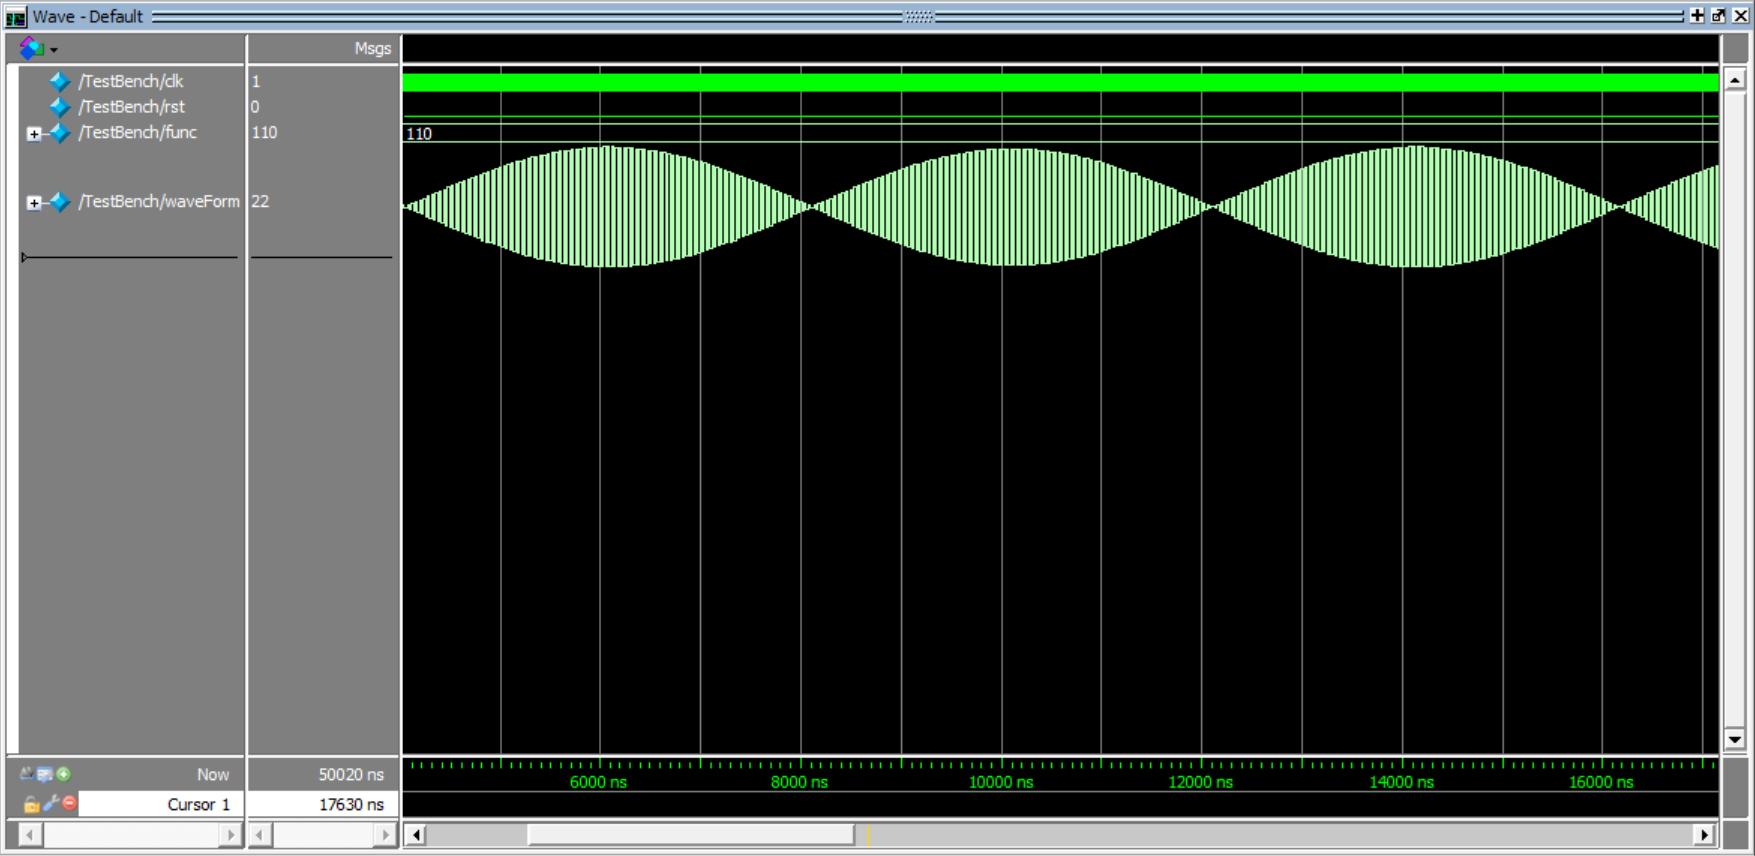 Wave - Default
Msgs
/TestBench/clk 1
/TestBench/rst 0
/TestBench/func 110 110
/TestBench/waveForm 22
Now 50020 ns
6000 ns 8000 ns 10000 ns 12000 ns 14000 ns 16000 ns
Cursor 1 17630 ns